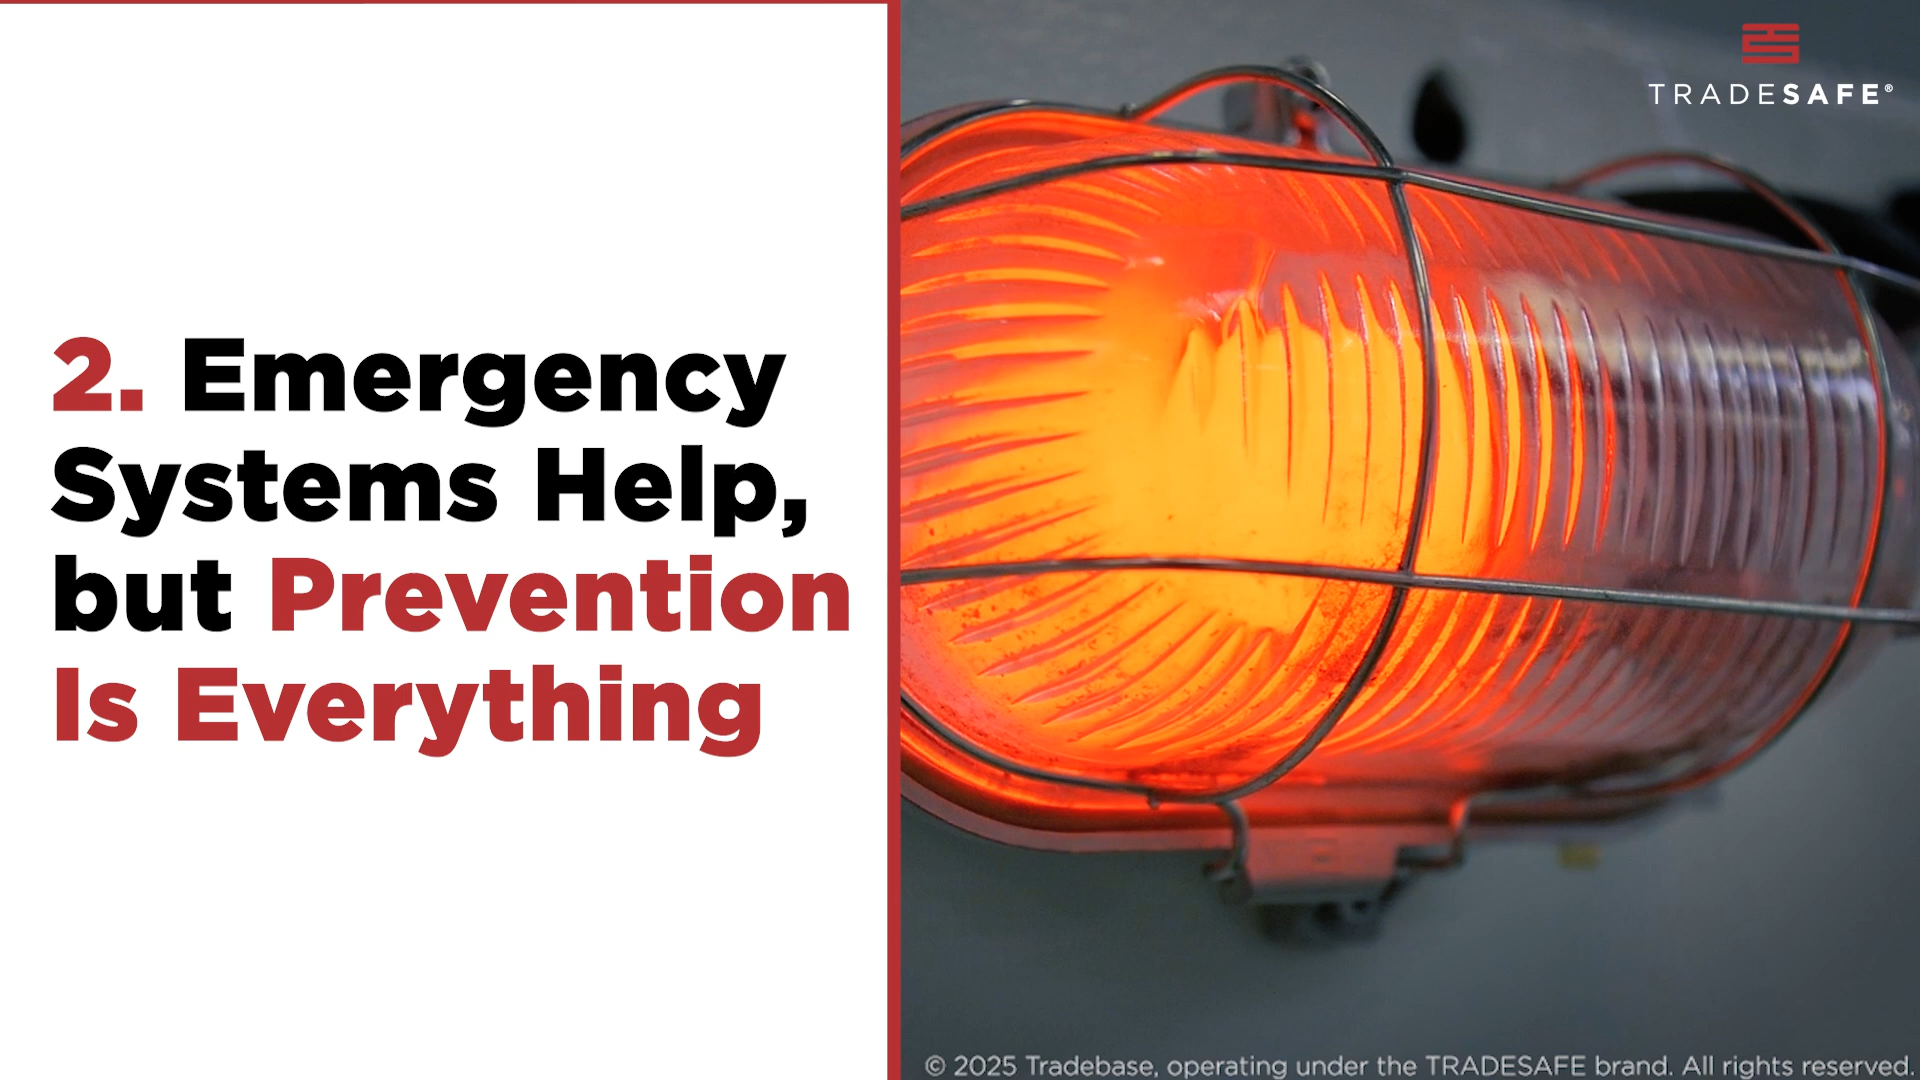 2. Emergency
Systems Help,
but Prevention
Is Everything
TRADESAFE®
© 2025 Tradebase, operating under the TRADESAFE brand. All rights reserved.